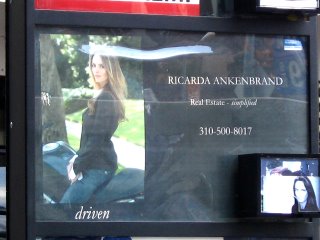 RICARDA ANKENBRAND
Real Estate - simplified
310-500-8017
driven